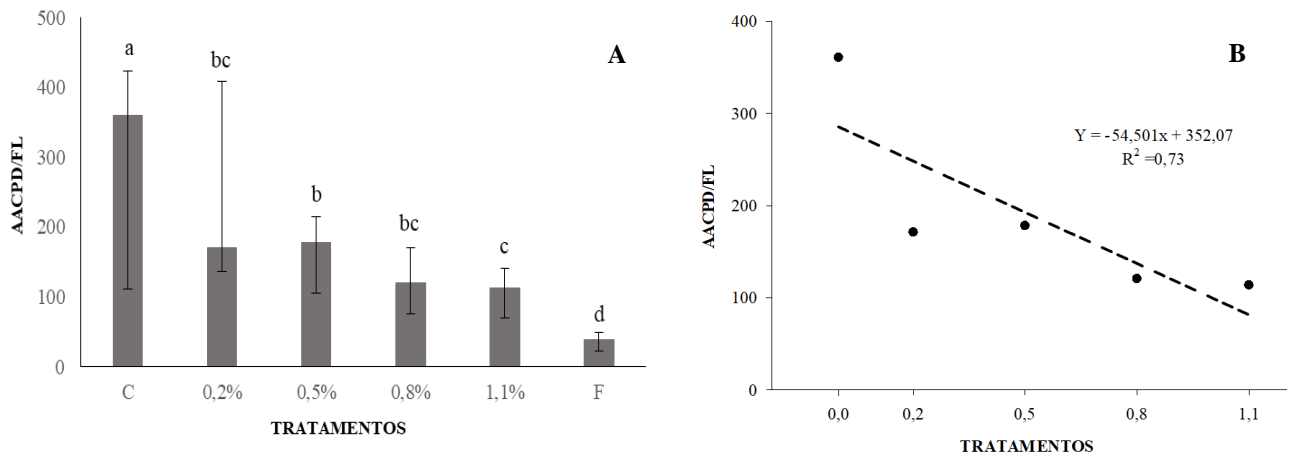 A
AACPD/FL
500
400
300
200
100
0
a
bc
b
bc
c
d
C
0,2%
0,5%
0,8%
1,1%
F
TRATAMENTOS
B
AACPD/FL
400
300
200
100
0
Y = -54,501x + 352,07
R² =0,73
0,0
0,2
0,5
0,8
1,1
TRATAMENTOS